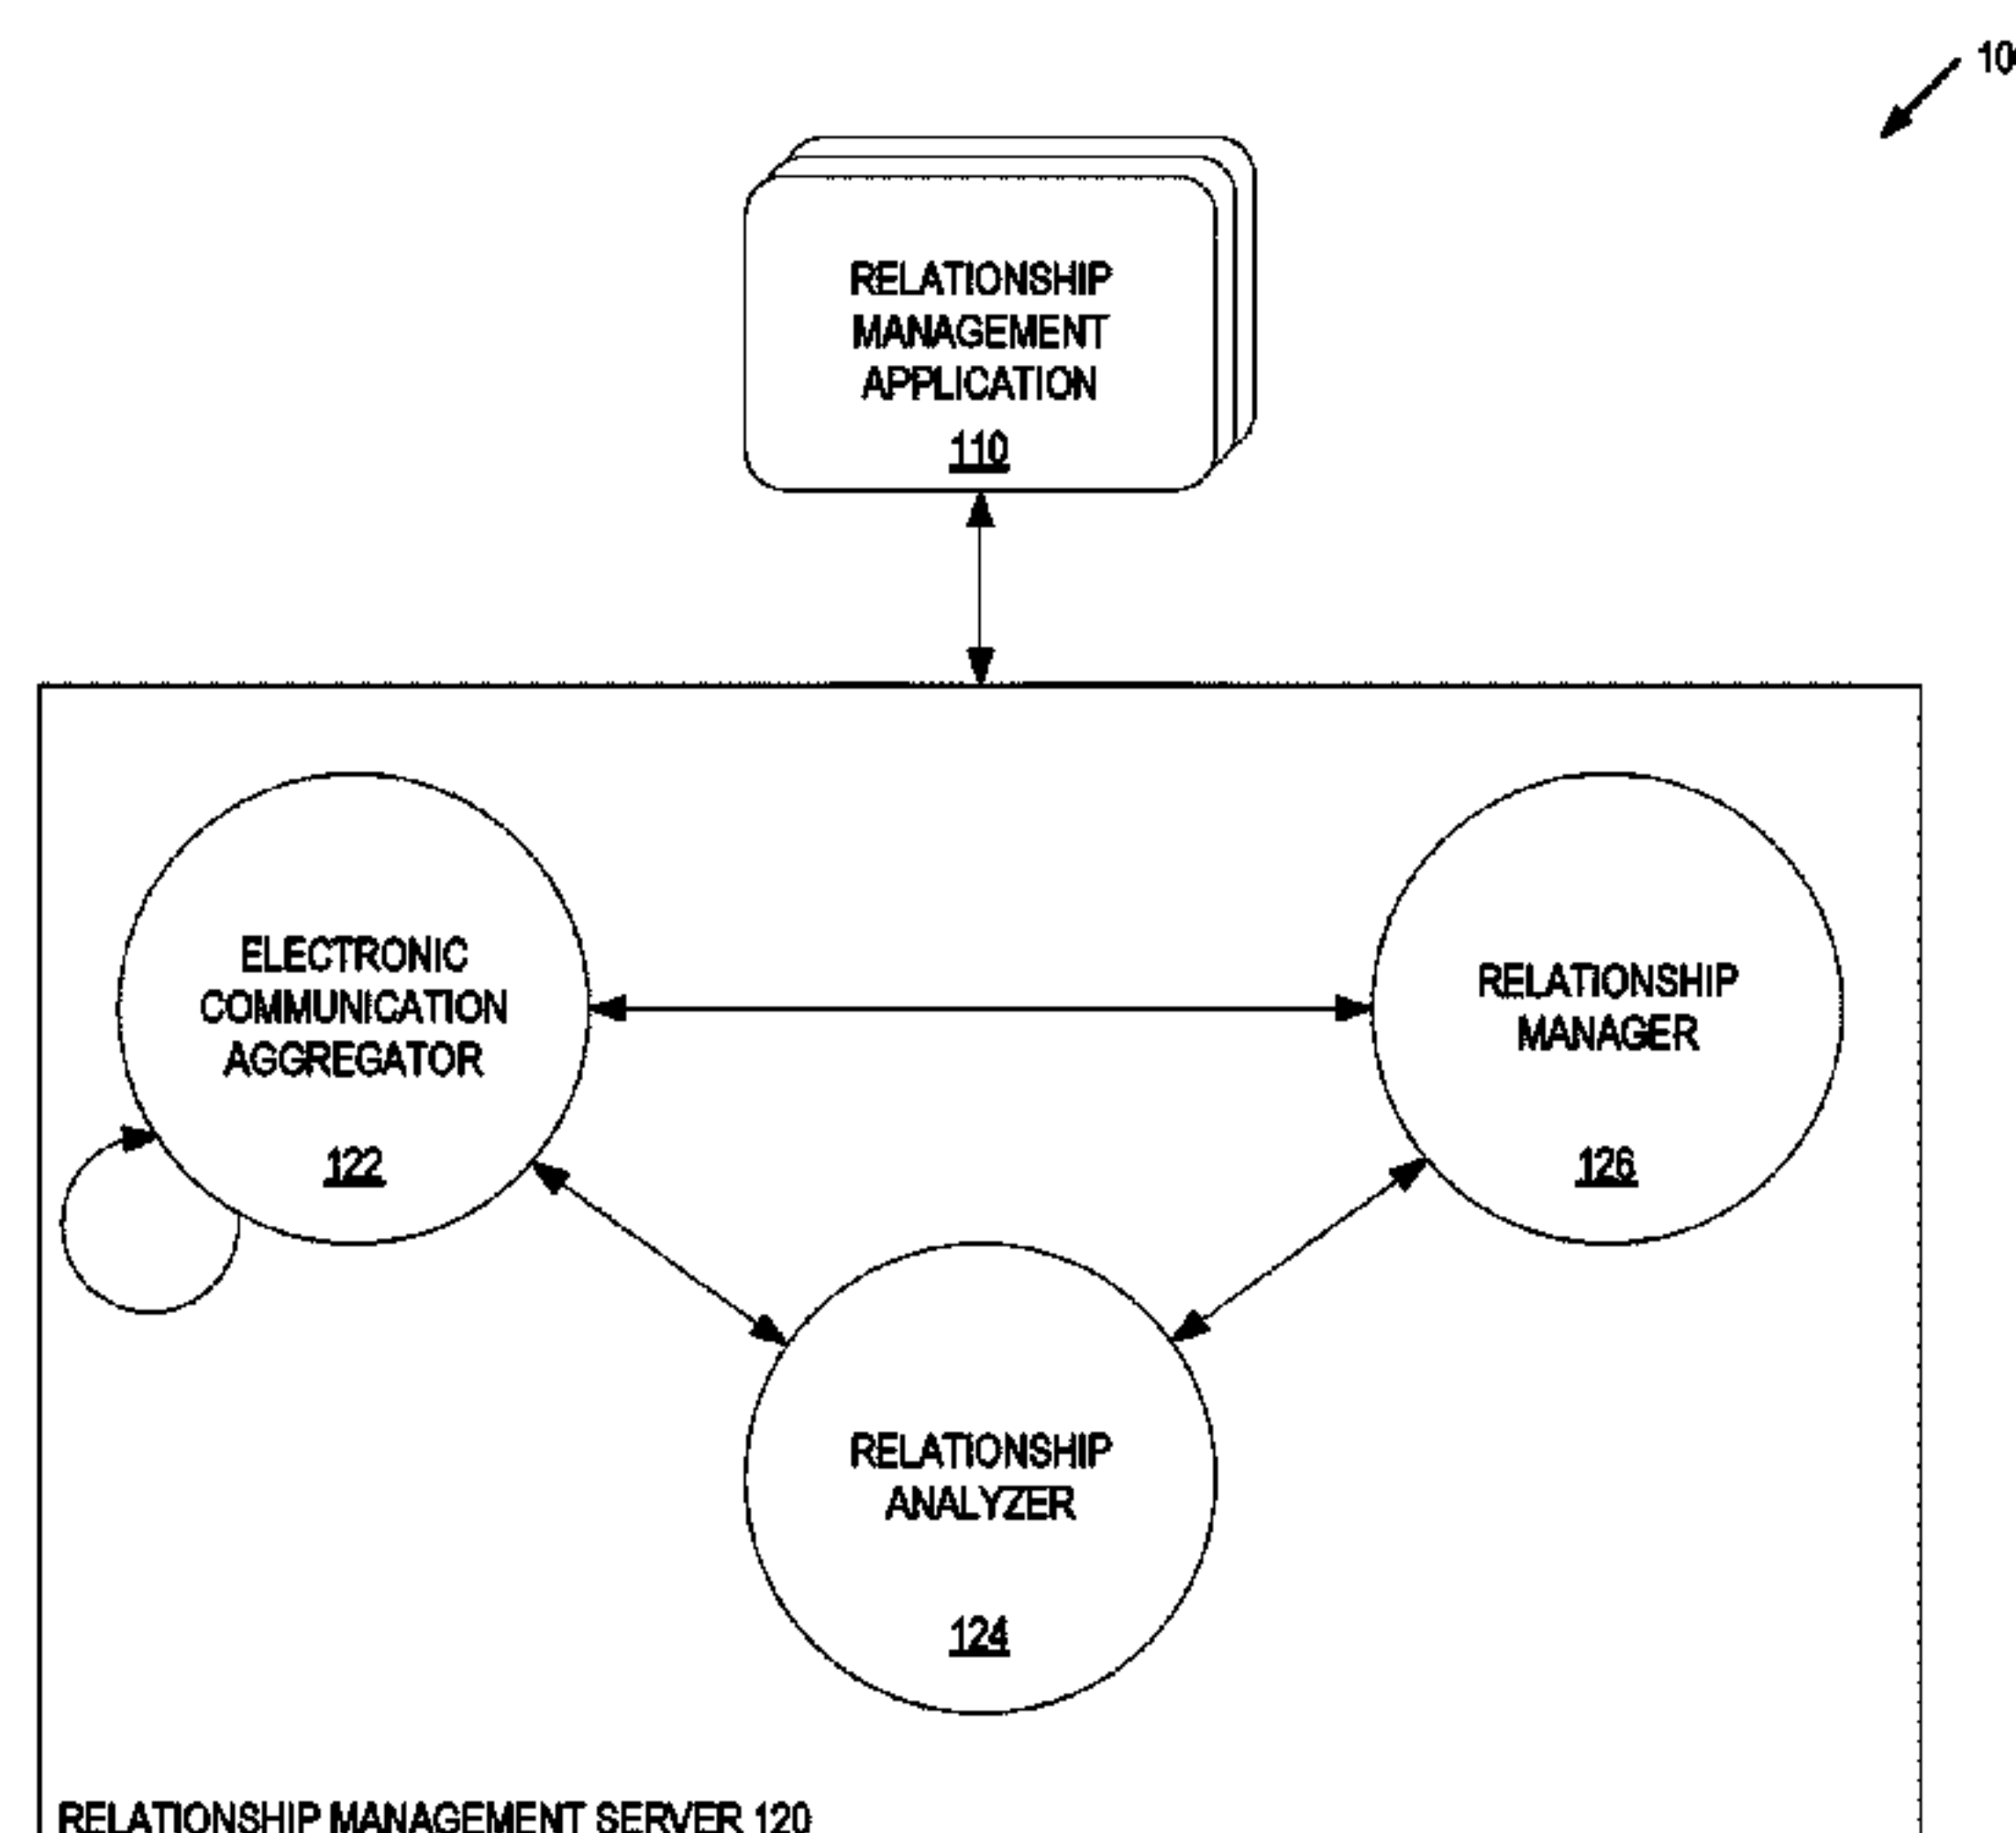 RELATIONSHIP
MANAGEMENT
APPLICATION
110
ELECTRONIC
COMMUNICATION
AGGREGATOR
122
RELATIONSHIP
MANAGER
126
RELATIONSHIP
ANALYZER
124
RELATIONSHIP MANAGEMENT SERVER 120